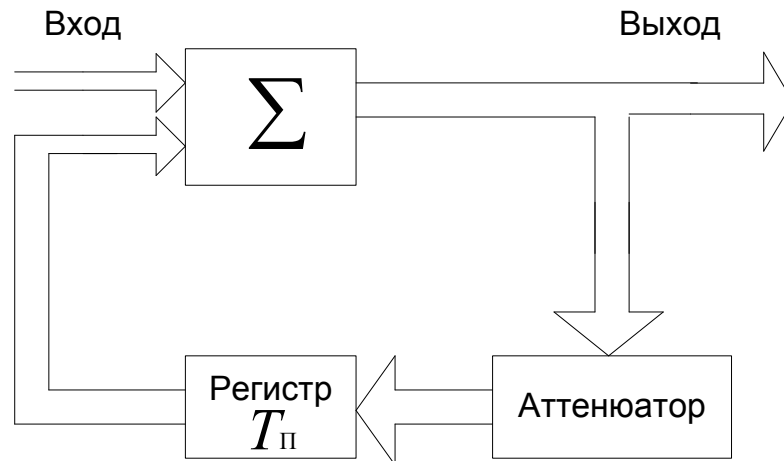 Вход
Выход
∑
Регистр
Tп
Аттенюатор